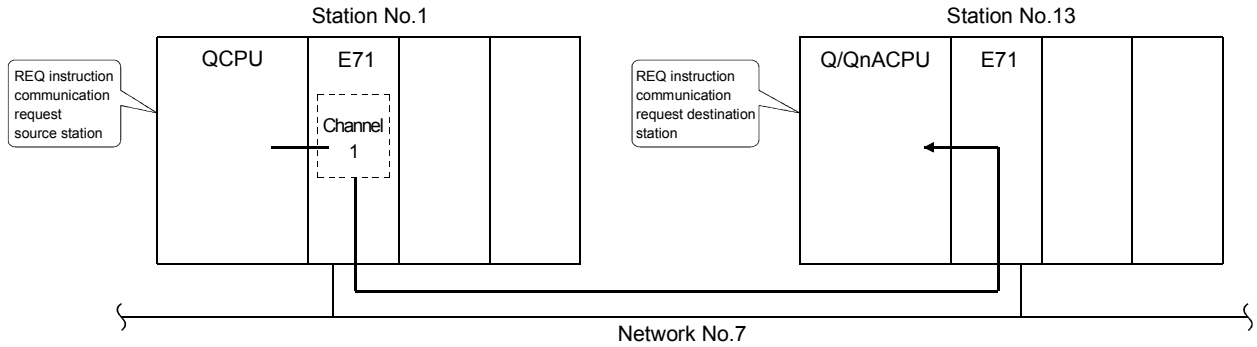 Station No.1
Station No.13
REQ instruction
communication
request
source station
QCPU
E71
Channel
1
REQ instruction
communication
request destination
station
Q/QnACPU
E71
Network No.7